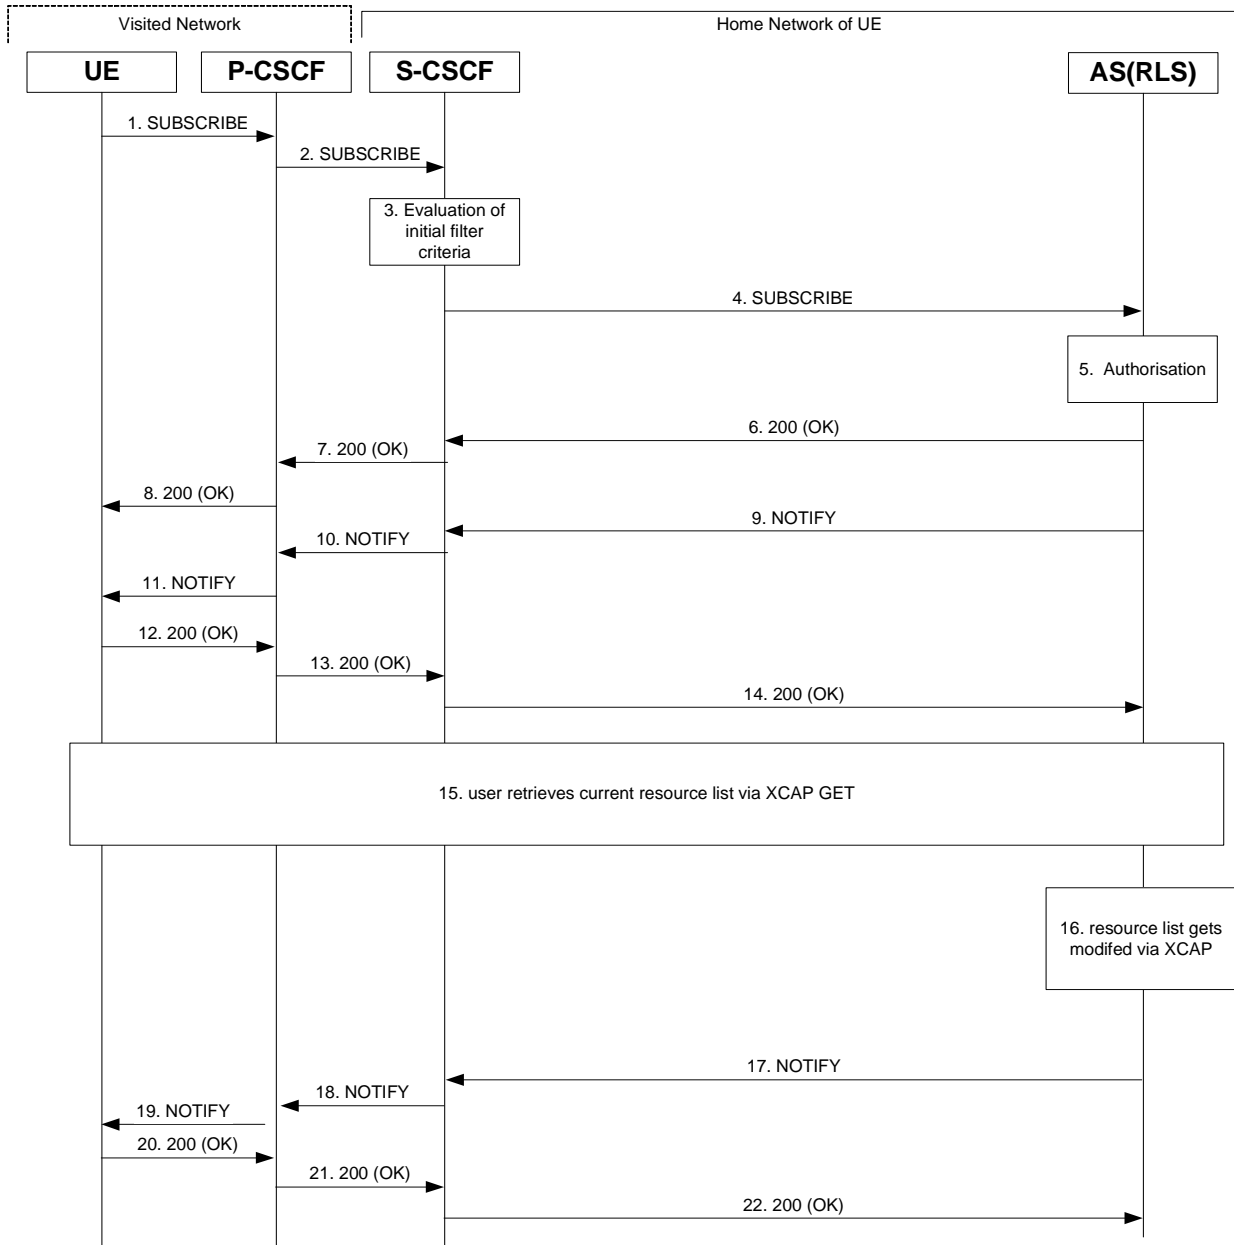 Visited Network
Home Network of UE
UE
P-CSCF
S-CSCF
AS(RLS)
1. SUBSCRIBE
2. SUBSCRIBE
3. Evaluation of
initial filter
criteria
4. SUBSCRIBE
5. Authorisation
6. 200 (OK)
7. 200 (OK)
8. 200 (OK)
9. NOTIFY
10. NOTIFY
11. NOTIFY
12. 200 (OK)
13. 200 (OK)
14. 200 (OK)
15. user retrieves current resource list via XCAP GET
16. resource list gets
modifed via XCAP
17. NOTIFY
18. NOTIFY
19. NOTIFY
20. 200 (OK)
21. 200 (OK)
22. 200 (OK)